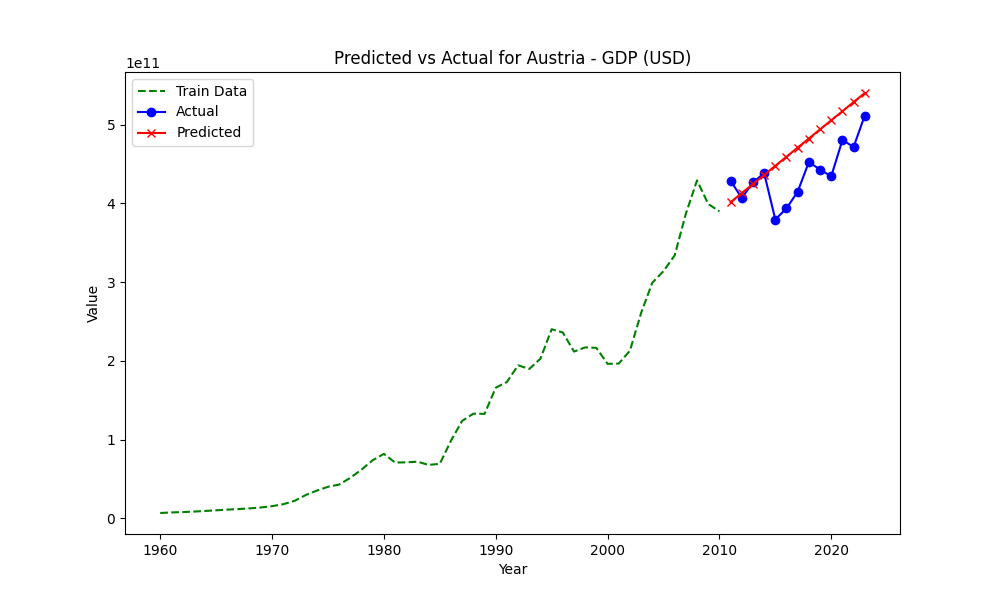 Predicted vs Actual for Austria - GDP (USD)
1e11
Train Data
Actual
Predicted
5
4
3
2
1
0
Value
1960 1970 1980 1990 2000 2010 2020
Year